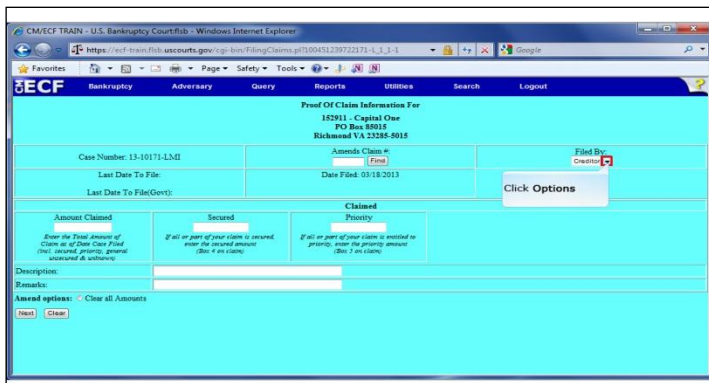 CM/ECF TRAIN - U.S. Bankruptcy Court:flsb - Windows Internet Explorer
https://ecf-train.flsb.uscourts.gov/cgi-bin/FilingClaims.pl?100451239722171-L_1_1-1
Google
Favorites Page Safety Tools
CM ECF Bankruptcy Adversary Query Reports Utilities Search Logout ?
Proof Of Claim Information For
152911 - Capital One
PO Box 85015
Richmond VA 23285-5015
Case Number: 13-10171-LMI
Amends Claim #:
Find
Filed By:
Creditor
Last Date To File:
Last Date To File(Govt):
Date Filed: 03/18/2013
Click Options
Claimed
Amount Claimed
Enter the Total Amount of
Claim as of Date Case Filed
(incl. secured, priority, general
unsecured & unknown)
Secured
If all or part of your claim is secured,
enter the secured amount
(Box 4 on claim)
Priority
If all or part of your claim is entitled to
priority, enter the priority amount
(Box 5 on claim)
Description:
Remarks:
Amend options: Clear all Amounts
Next Clear